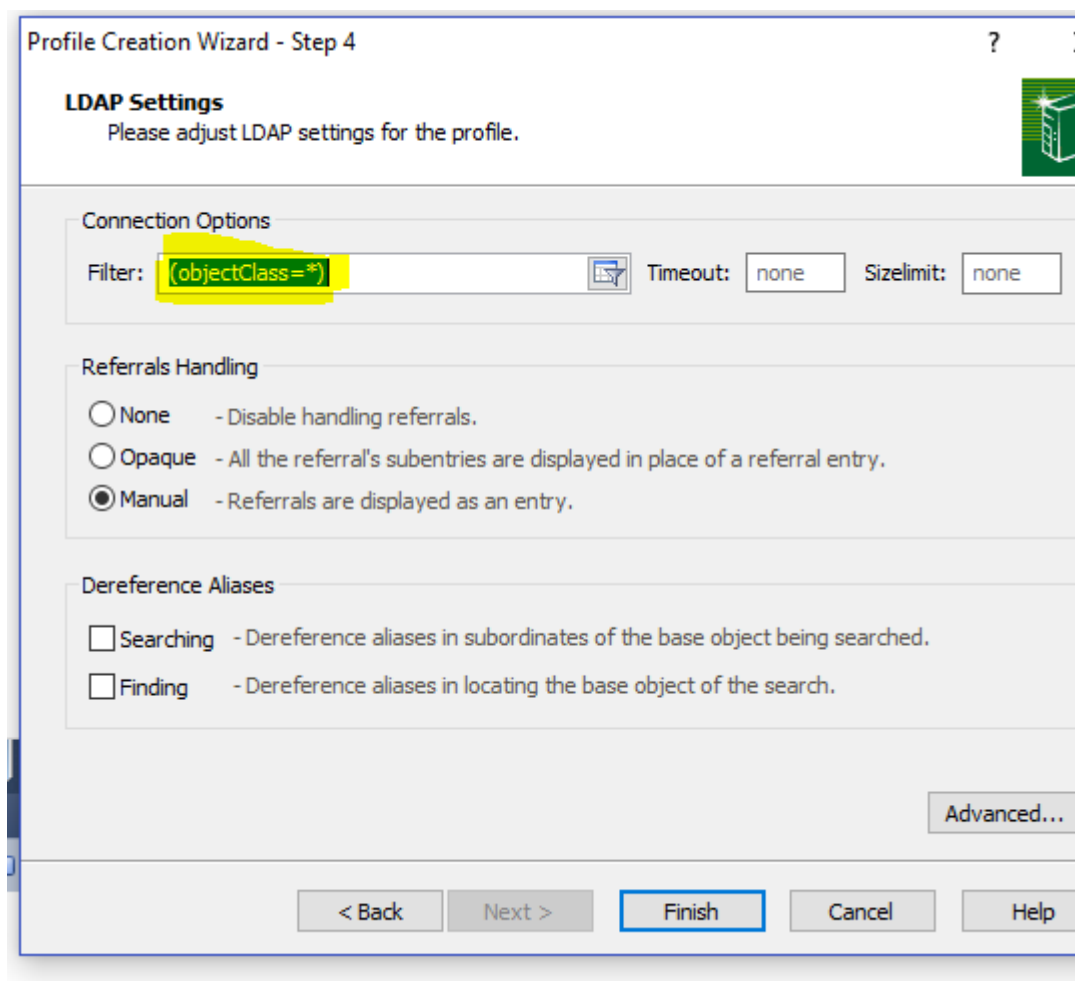 Profile Creation Wizard - Step 4 ?
LDAP Settings
Please adjust LDAP settings for the profile.
Connection Options
Filter: (objectClass=*) Timeout: none Sizelimit: none
Referrals Handling
None - Disable handling referrals.
Opaque - All the referral's subentries are displayed in place of a referral entry.
Manual - Referrals are displayed as an entry.
Dereference Aliases
Searching - Dereference aliases in subordinates of the base object being searched.
Finding - Dereference aliases in locating the base object of the search.
Advanced...
< Back Next > Finish Cancel Help